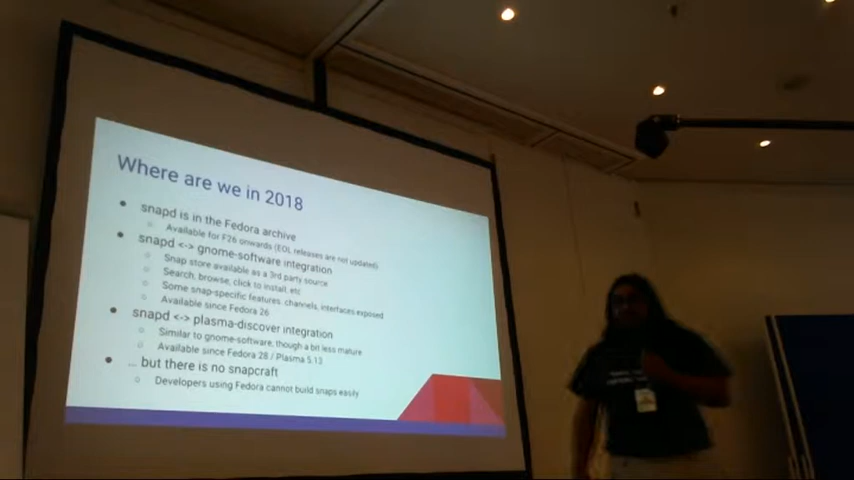 Where are we in 2018
snapd is in the Fedora archive
Available for F26 onwards (EOL releases are not updated)
snapd <-> gnome-software integration
Snap store available as a 3rd party source
Search, browse, click to install, etc
Some snap-specific features: channels, interfaces exposed
Available since Fedora 26
snapd <-> plasma-discover integration
Similar to gnome-software, though a bit less mature
Available since Fedora 28 / Plasma 5.13
... but there is no snapcraft
Developers using Fedora cannot build snaps easily